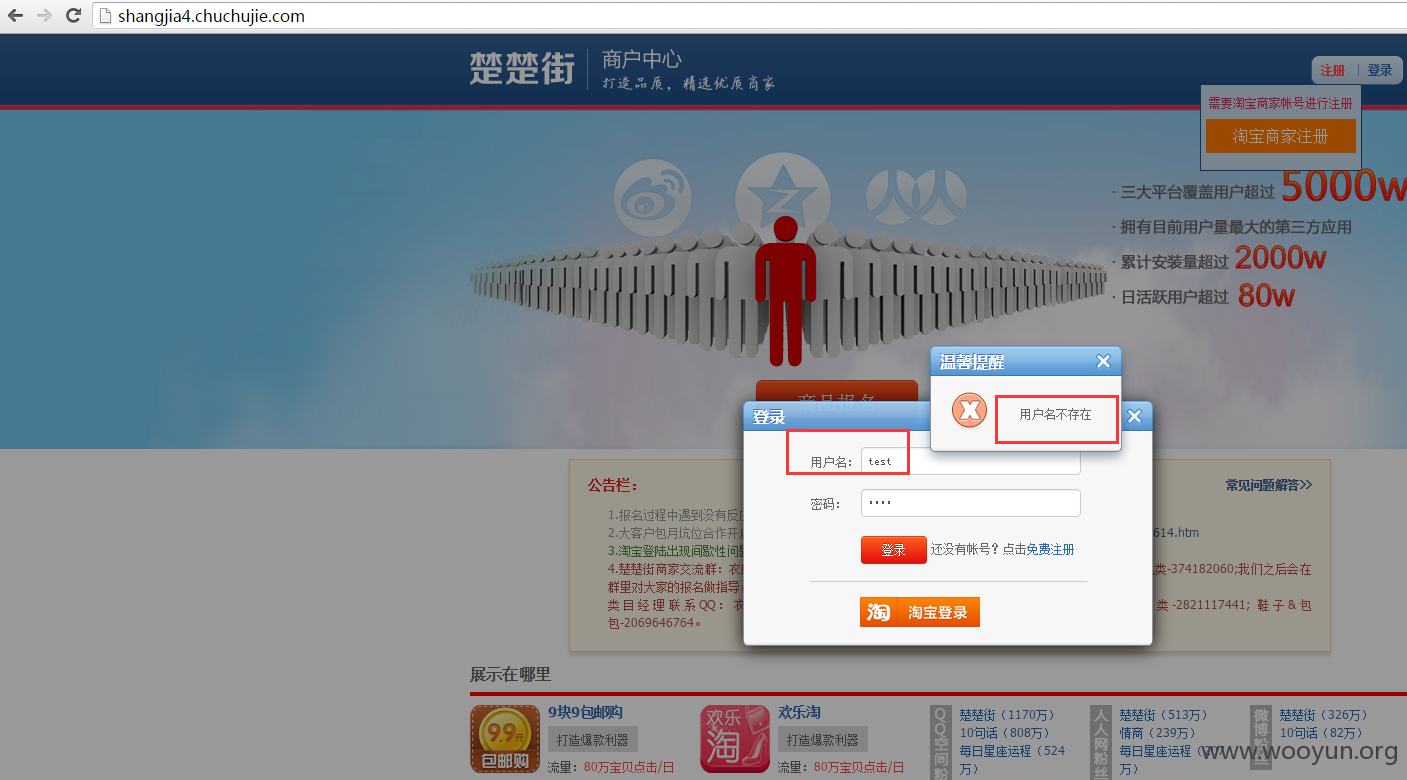 shangjia4.chuchujie.com
楚楚街
商户中心
打造品质，精选优质商家
注册 登录
需要淘宝商家帐号进行注册
淘宝商家注册
· 三大平台覆盖用户超过 5000w
· 拥有目前用户量最大的第三方应用
· 累计安装量超过 2000w
· 日活跃用户超过 80w
商品报名
温馨提醒
用户名不存在
登录
用户名： test
密码：
登录 还没有帐号？点击免费注册
淘 淘宝登录
公告栏：
常见问题解答>>
1.报名过程中遇到没有反应
2.大客户包月坑位合作开启
614.htm
3.淘宝登陆出现间歇性问题
4.楚楚街商家交流群：衣服
类-374182060;我们之后会在
群里对大家的报名做指导
类目经理联系QQ：衣
类-2821117441; 鞋子&包
包-2069646764。
展示在哪里
9.9元
包邮购
9块9包邮购
打造爆款利器
流量：80万宝贝点击/日
欢乐
淘
欢乐淘
打造爆款利器
流量：80万宝贝点击/日
QQ空间粉
楚楚街（1170万）
10句话（808万）
每日星座运程（524
万）
人人网粉丝
楚楚街（513万）
情商（239万）
每日星座运程
万）
微博粉丝
楚楚街（326万）
10句话（82万）
www.wooyun.org